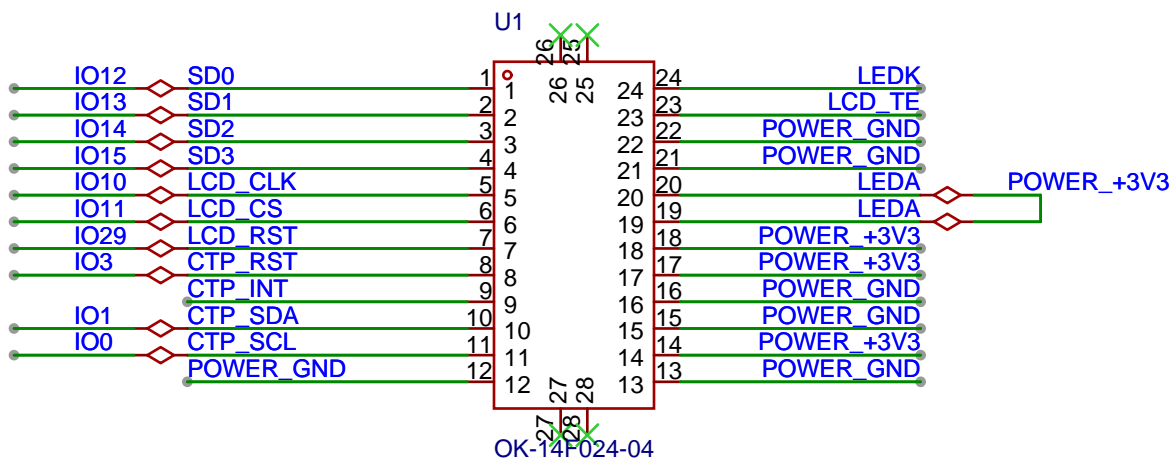 U1
26 25
26 25
IO12 SD0 1 1 24 24 LEDK
IO13 SD1 2 2 23 23 LCD_TE
IO14 SD2 3 3 22 22 POWER_GND
IO15 SD3 4 4 21 21 POWER_GND
IO10 LCD_CLK 5 5 20 20 LEDA POWER_+3V3
IO11 LCD_CS 6 6 19 19 LEDA
IO29 LCD_RST 7 7 18 18 POWER_+3V3
IO3 CTP_RST 8 8 17 17 POWER_+3V3
CTP_INT 9 9 16 16 POWER_GND
IO1 CTP_SDA 10 10 15 15 POWER_GND
IO0 CTP_SCL 11 11 14 14 POWER_+3V3
POWER_GND 12 12 13 13 POWER_GND
27 28
27 28
OK-14F024-04